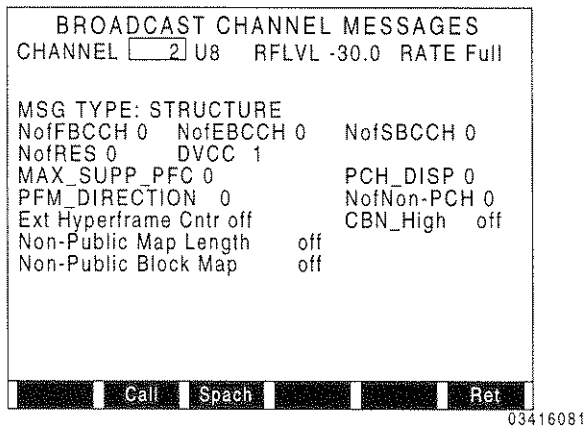 BROADCAST CHANNEL MESSAGES
CHANNEL 2 U8 RFLVL -30.0 RATE Full
MSG TYPE: STRUCTURE
NofFBCCH 0 NofEBCCH 0 NofSBCCH 0
NofRES 0 DVCC 1
MAX_SUPP_PFC 0 PCH_DISP 0
PFM_DIRECTION 0 NofNon-PCH 0
Ext Hyperframe Cntr off CBN_High off
Non-Public Map Length off
Non-Public Block Map off
Call Spach Ret
03416081